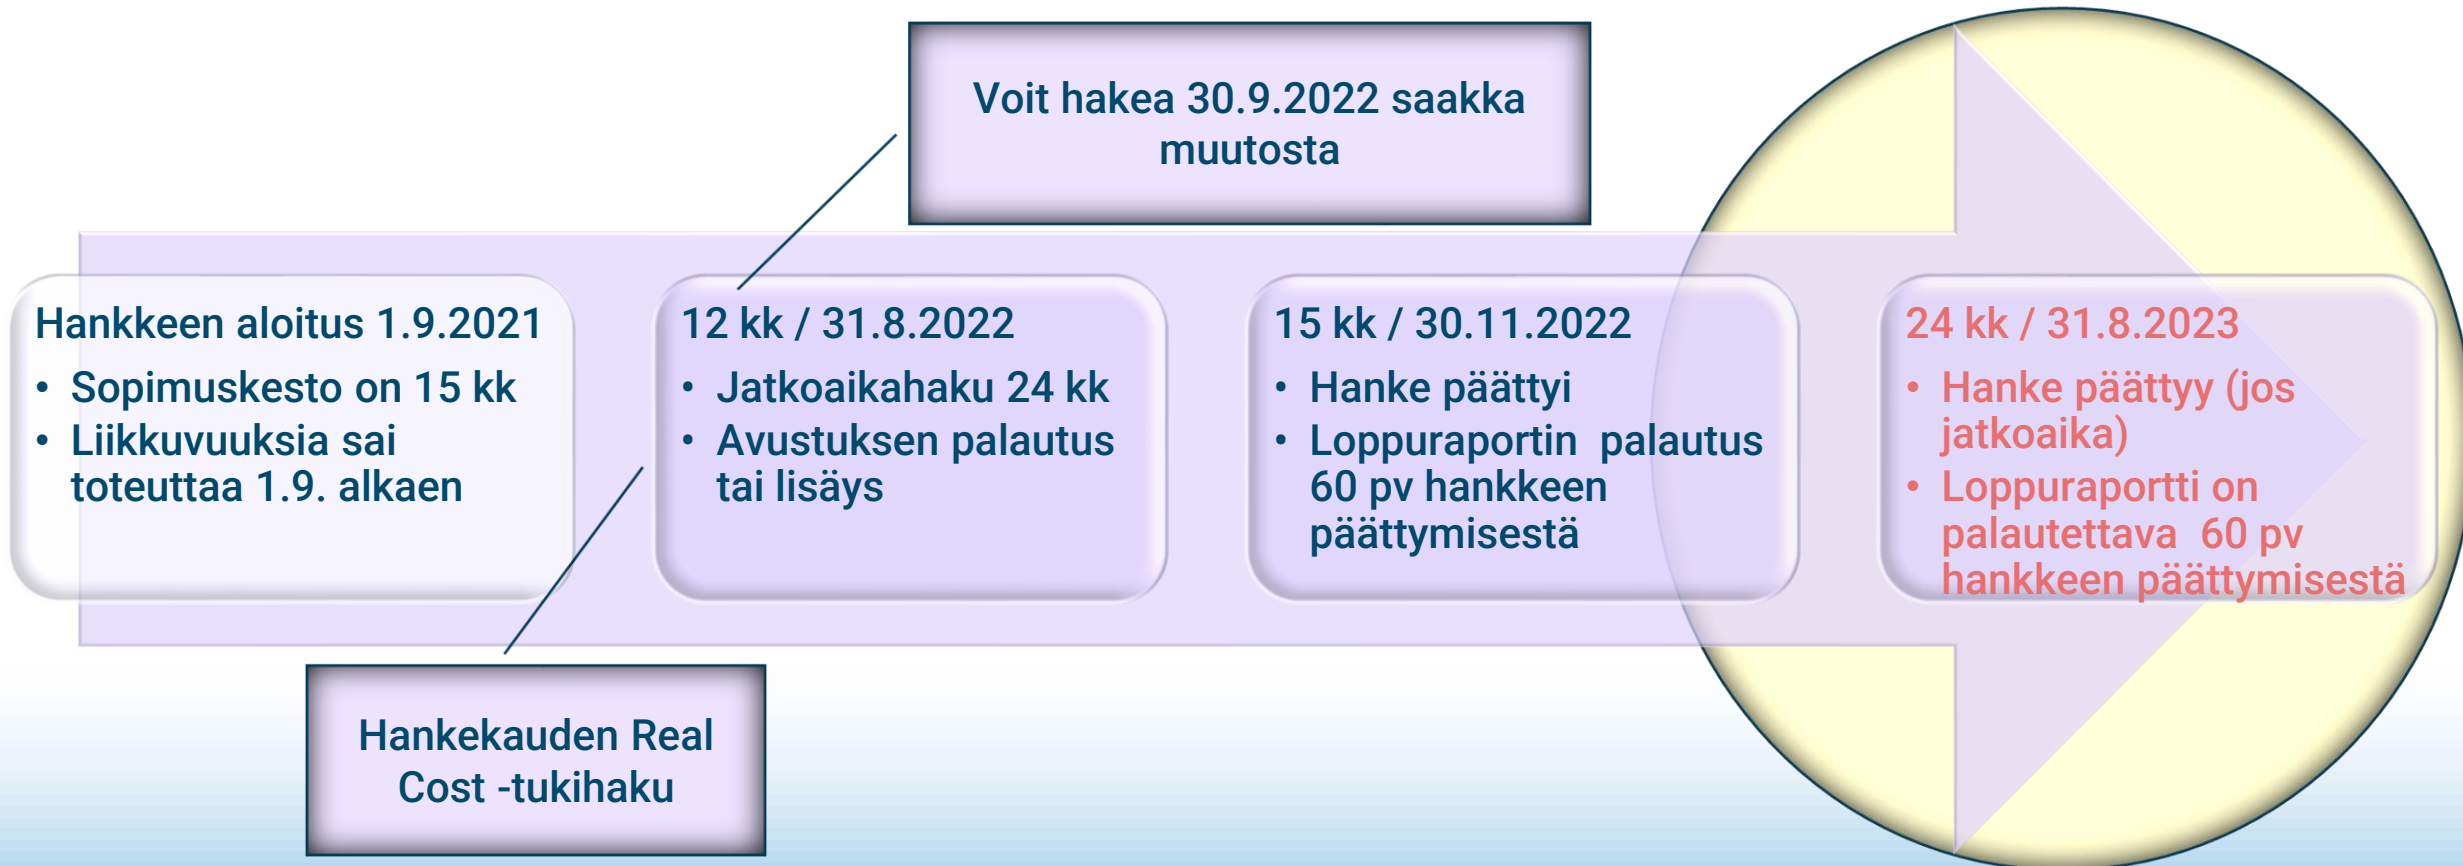 Voit hakea 30.9.2022 saakka
muutosta
Hankkeen aloitus 1.9.2021
• Sopimuskesto on 15 kk
• Liikkuvuuksia sai
toteuttaa 1.9. alkaen
12 kk / 31.8.2022
• Jatkoaikahaku 24 kk
• Avustuksen palautus
tai lisäys
15 kk / 30.11.2022
• Hanke päättyi
• Loppuraportin palautus
60 pv hankkeen
päättymisestä
24 kk / 31.8.2023
• Hanke päättyy (jos
jatkoaika)
• Loppuraportti on
palautettava 60 pv
hankkeen päättymisestä
Hankekauden Real
Cost -tukihaku